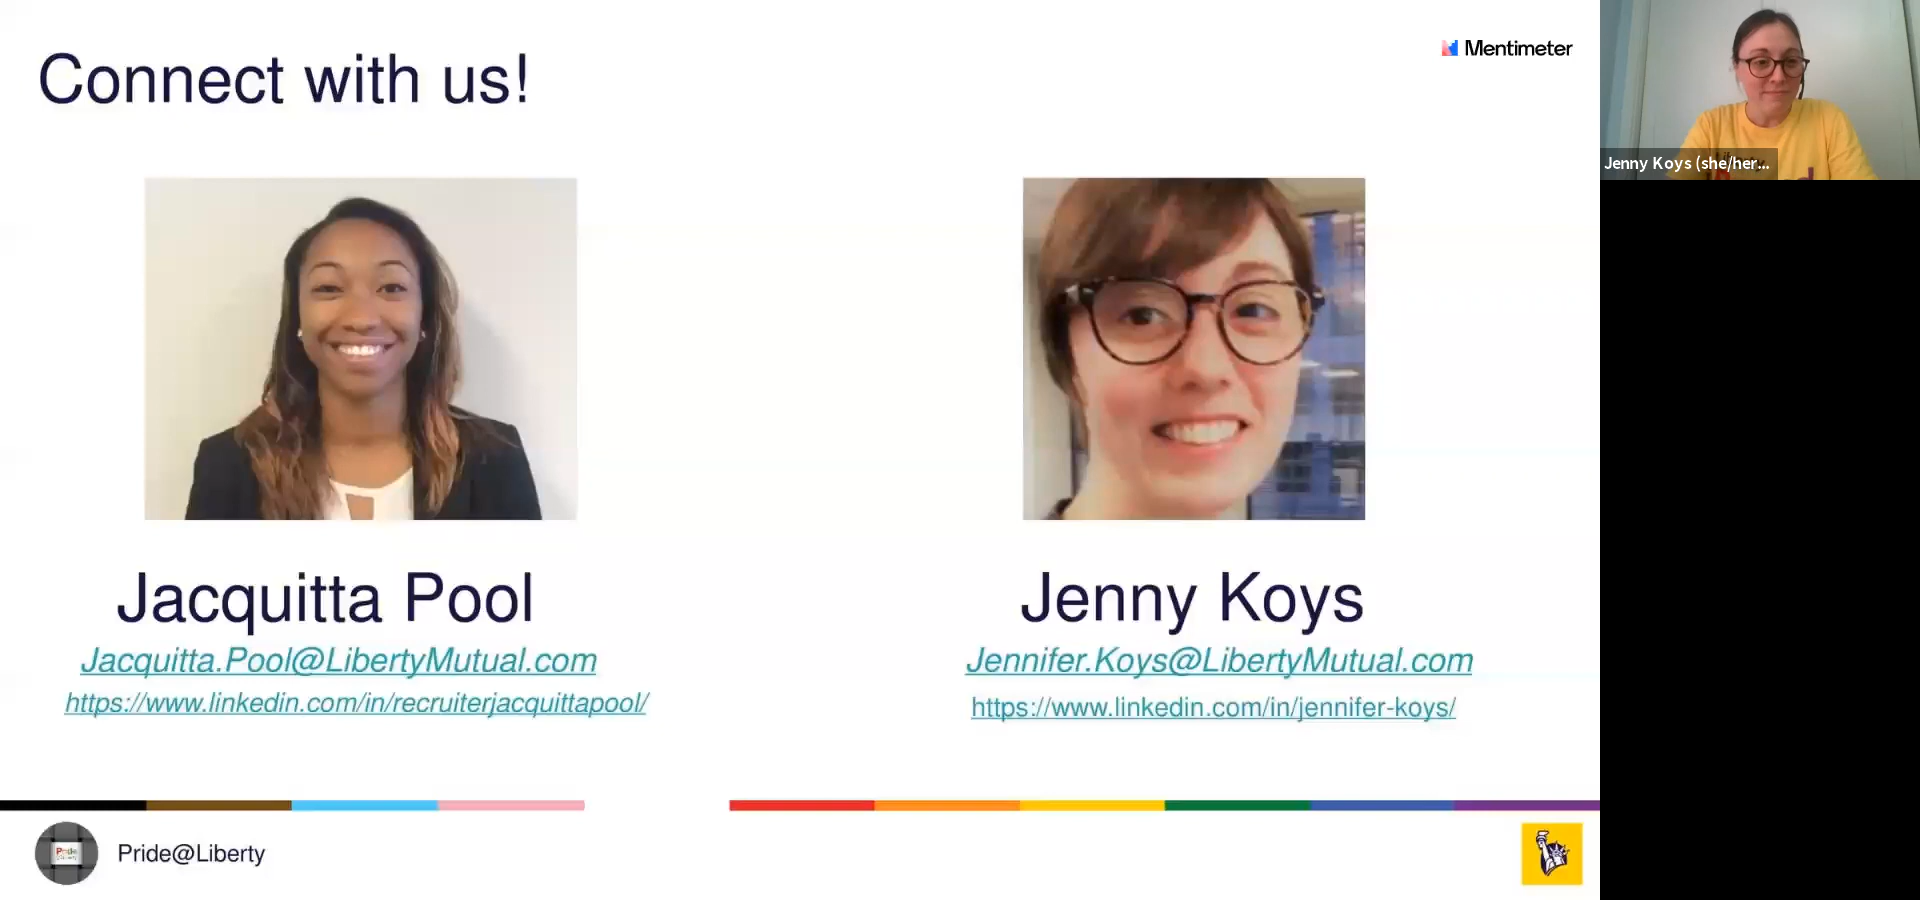 Connect with us!
Mentimeter
Jenny Koys (she/her...
Jacquitta Pool
Jacquitta.Pool@LibertyMutual.com
https://www.linkedin.com/in/recruiterjacquittapool/
Jenny Koys
Jennifer.Koys@LibertyMutual.com
https://www.linkedin.com/in/jennifer-koys/
Pride@Liberty